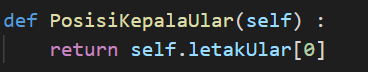 def PosisiKepalaUlar(self) :
    return self.letakUlar[0]